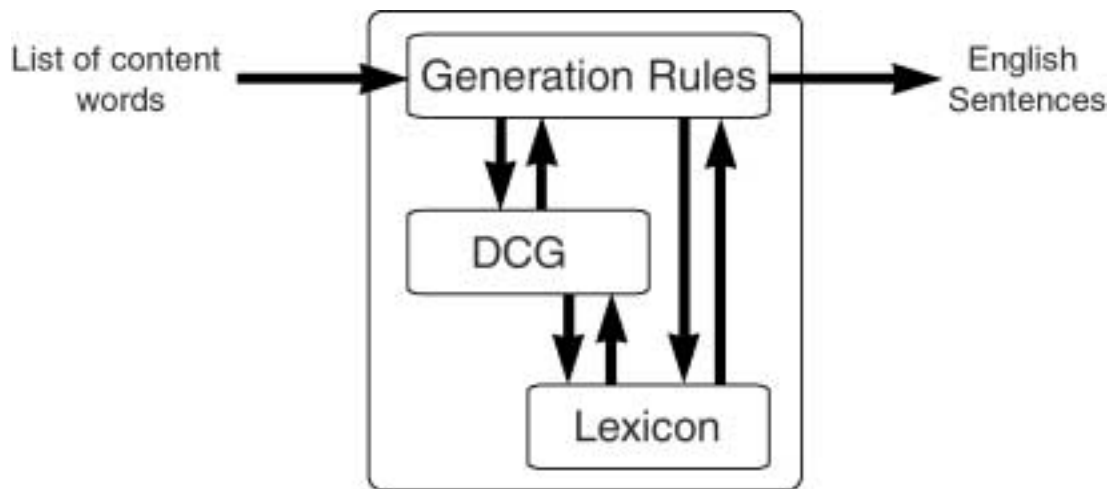 List of content
words
Generation Rules
English
Sentences
DCG
Lexicon